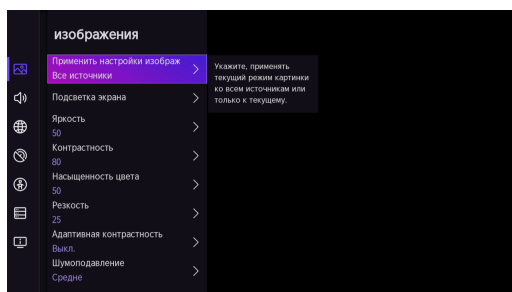 изображения
Применить настройки изображ
Все источники
Укажите, применять
текущий режим картинки
ко всем источникам или
только к текущему.
Подсветка экрана
Яркость
50
Контрастность
80
Насыщенность цвета
50
Резкость
25
Адаптивная контрастность
Выкл.
Шумоподавление
Средне